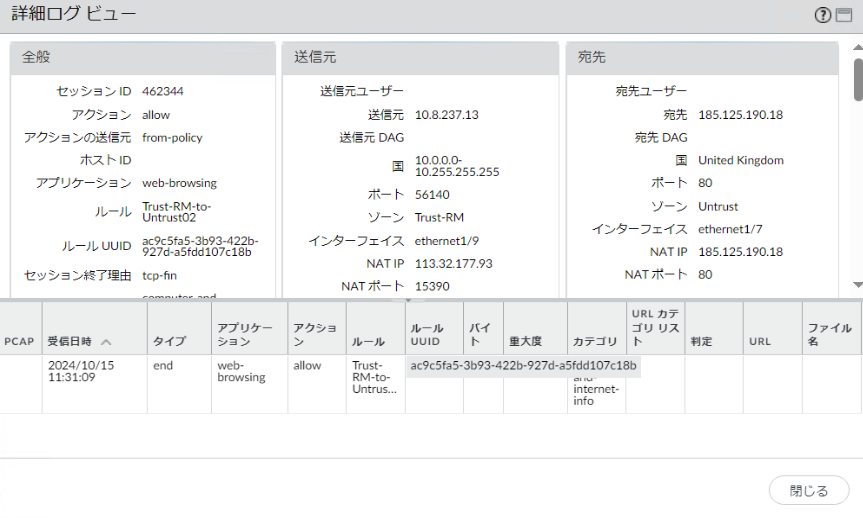 詳細ログ ビュー
全般
セッション ID 462344
アクション allow
アクションの送信元 from-policy
ホスト ID
アプリケーション web-browsing
ルール Trust-RM-to-
Untrust02
ルール UUID ac9c5fa5-3b93-422b-
927d-a5fdd107c18b
セッション終了理由 tcp-fin
computer-and
送信元
送信元ユーザー
送信元 10.8.237.13
送信元 DAG
国 10.0.0.0-
10.255.255.255
ポート 56140
ゾーン Trust-RM
インターフェイス ethernet1/9
NAT IP 113.32.177.93
NAT ポート 15390
宛先
宛先ユーザー
宛先 185.125.190.18
宛先 DAG
国 United Kingdom
ポート 80
ゾーン Untrust
インターフェイス ethernet1/7
NAT IP 185.125.190.18
NAT ポート 80
PCAP
受信日時
タイプ
アプリケー
ション
アクショ
ン
ルール
ルール
UUID
バイ
ト
重大度
カテゴリ
URL カテ
ゴリ リス
ト
判定
URL
ファイル
名
2024/10/15
11:31:09
end
web-
browsing
allow
Trust-
RM-to-
Untrus...
ac9c5fa5-3b93-422b-927d-a5fdd107c18b
and-
internet-
info
閉じる